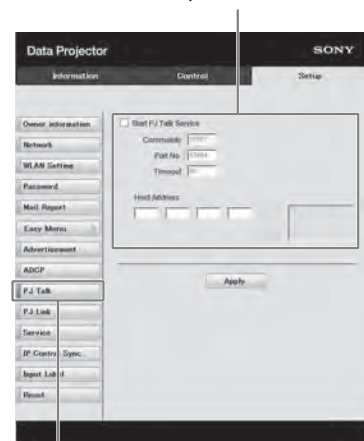 Data Projector
SONY
Information
Control
Setup
Owner information
Network
WLAN Setting
Password
Mail Report
Easy Menu
Advertisement
ADCP
PJ Talk
PJ Link
Service
IP Control Sync.
Input Label
Reset
Start PJ Talk Service
Community
Port No
Timeout
Host Address
Apply